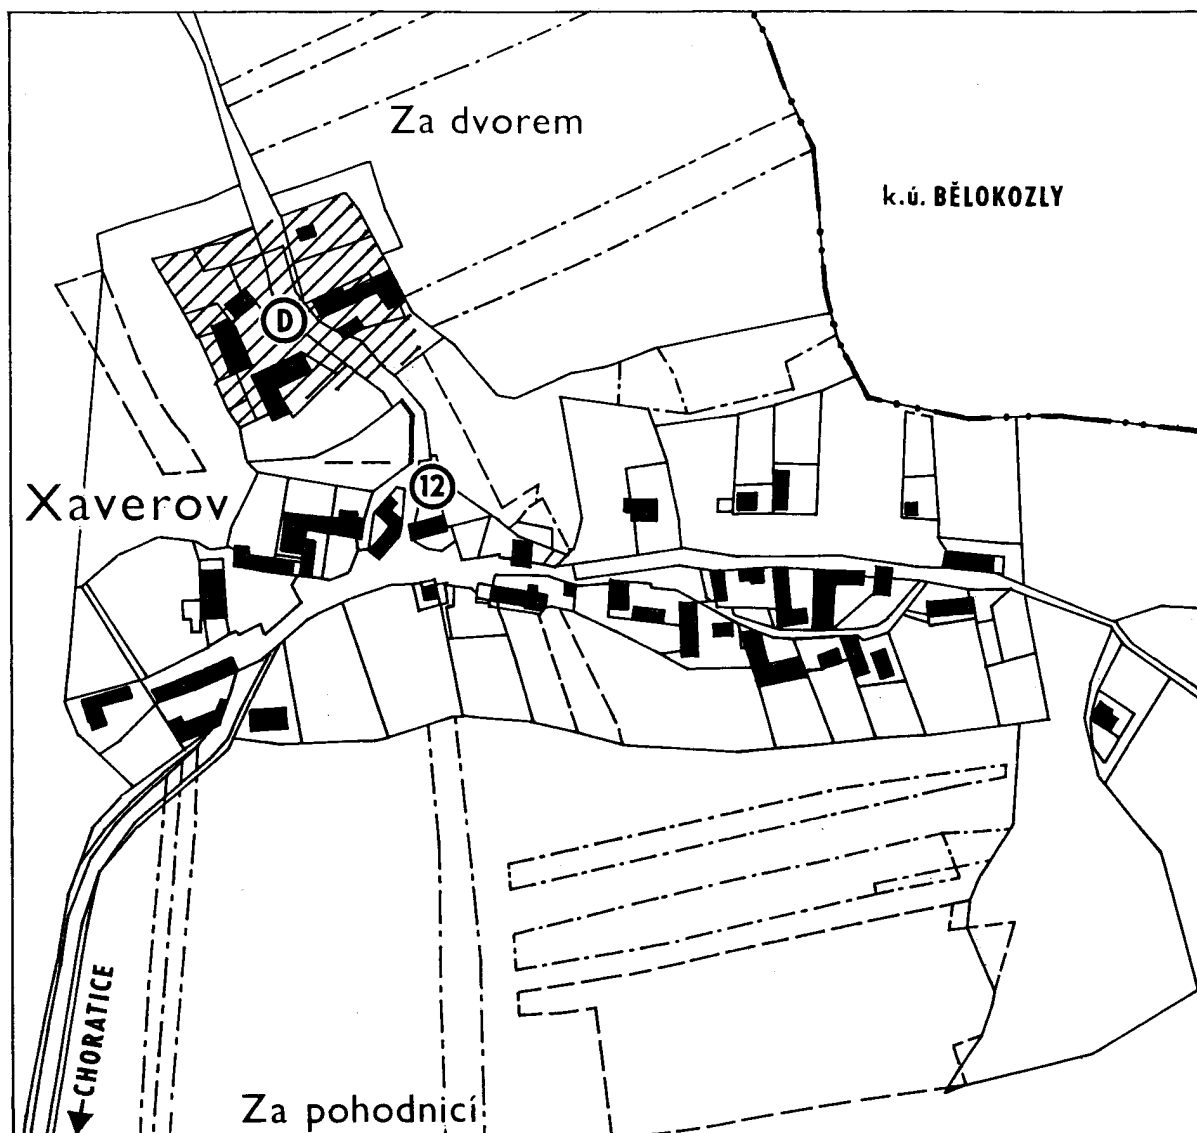 Za dvorem
k.ú. BĚLOKOZLY
D
12
Xaverov
CHORATICE
Za pohodnicí